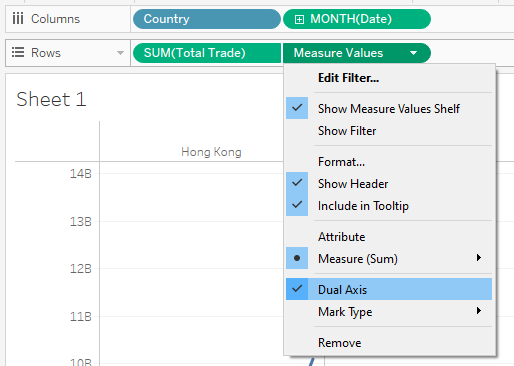 Columns Country MONTH(Date)
Rows SUM(Total Trade) Measure Values
Edit Filter...
Sheet 1
Show Measure Values Shelf
Show Filter
Hong Kong
Format...
14B
Show Header
13B
Include in Tooltip
Attribute
12B
Measure (Sum)
Dual Axis
11B
Mark Type
Remove
10B